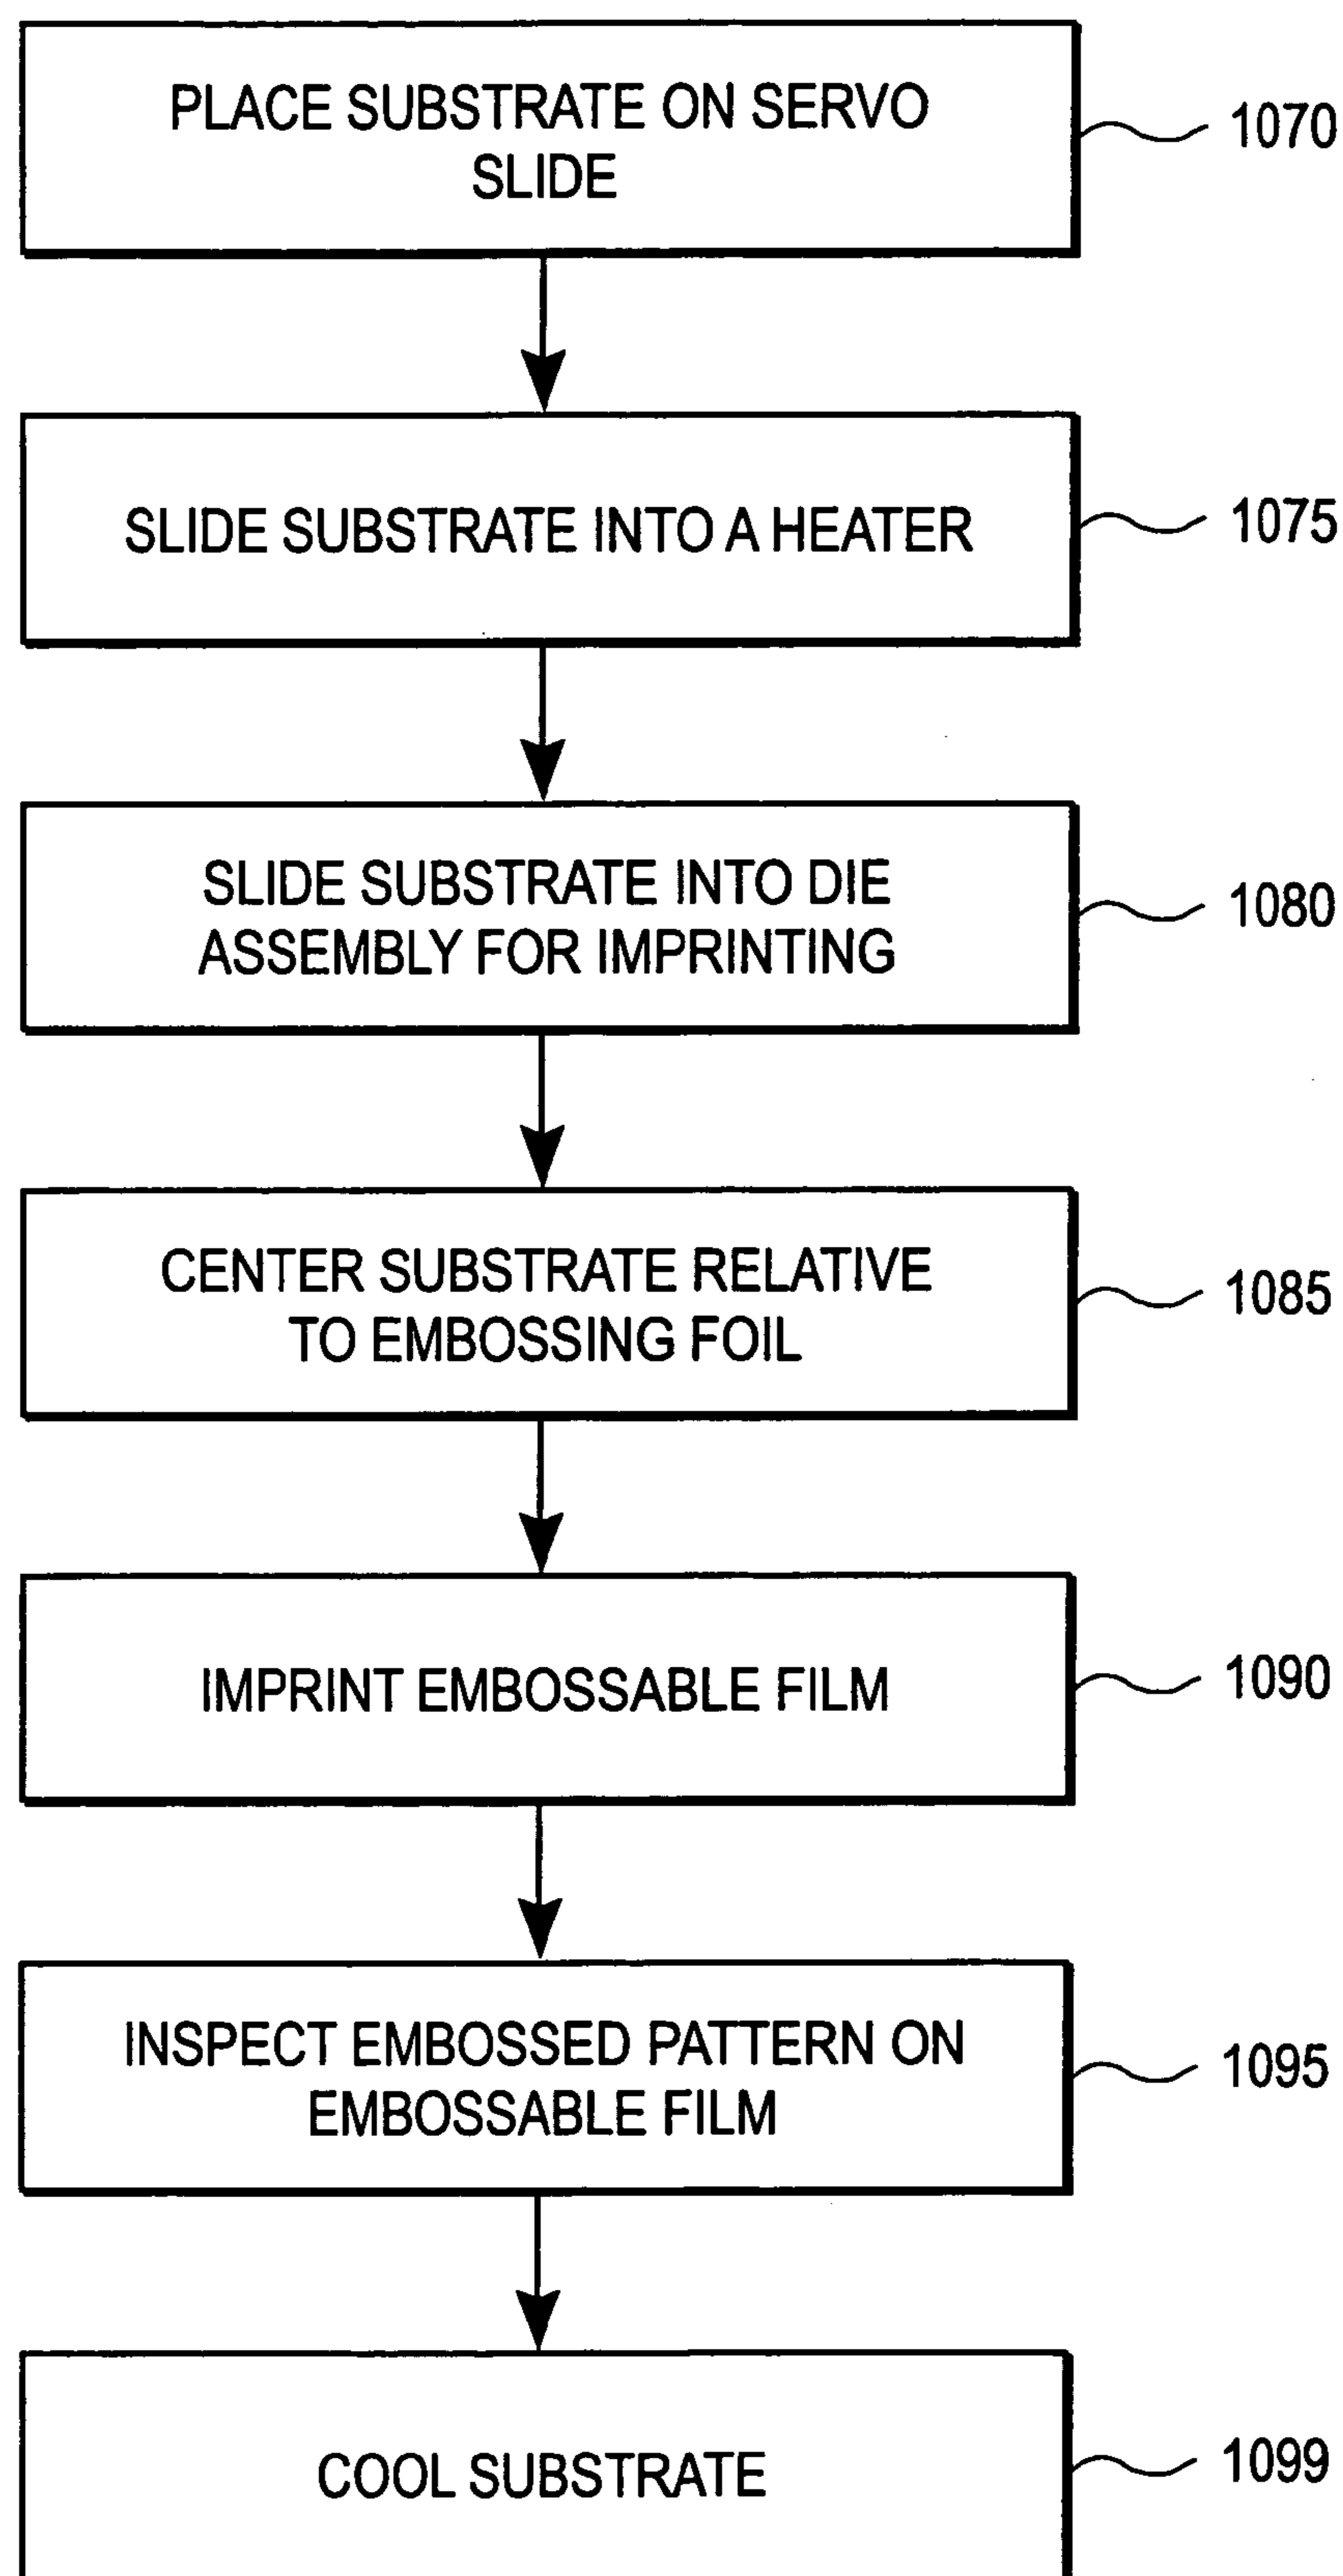 PLACE SUBSTRATE ON SERVO
SLIDE
1070
SLIDE SUBSTRATE INTO A HEATER
1075
SLIDE SUBSTRATE INTO DIE
ASSEMBLY FOR IMPRINTING
1080
CENTER SUBSTRATE RELATIVE
TO EMBOSSING FOIL
1085
IMPRINT EMBOSSABLE FILM
1090
INSPECT EMBOSSED PATTERN ON
EMBOSSABLE FILM
1095
COOL SUBSTRATE
1099